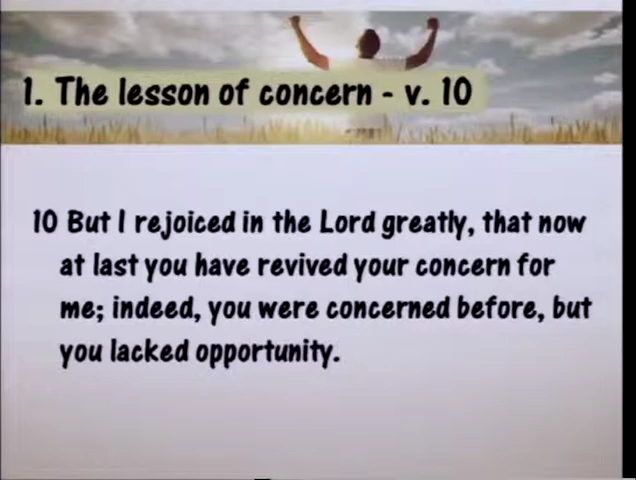 1. The lesson of concern - v. 10
10 But I rejoiced in the Lord greatly, that now
at last you have revived your concern for
me; indeed, you were concerned before, but
you lacked opportunity.